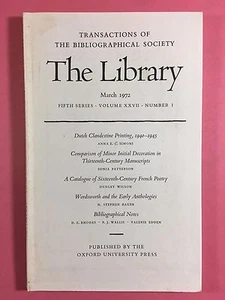 TRANSACTIONS OF
THE BIBLIOGRAPHICAL SOCIETY
The Library
March 1972
FIFTH SERIES · VOLUME XXVII · NUMBER 1
Dutch Clandestine Printing, 1940–1945
ANNA E. C. SIMONI
Comparison of Minor Initial Decoration in
Thirteenth-Century Manuscripts
SONIA PATTERSON
A Catalogue of Sixteenth-Century French Poetry
DUDLEY WILSON
Wordsworth and the Early Anthologies
N. STEPHEN BAUER
Bibliographical Notes
D. E. RHODES · P. J. WALLIS · VALERIE EDDEN
PUBLISHED BY THE
OXFORD UNIVERSITY PRESS